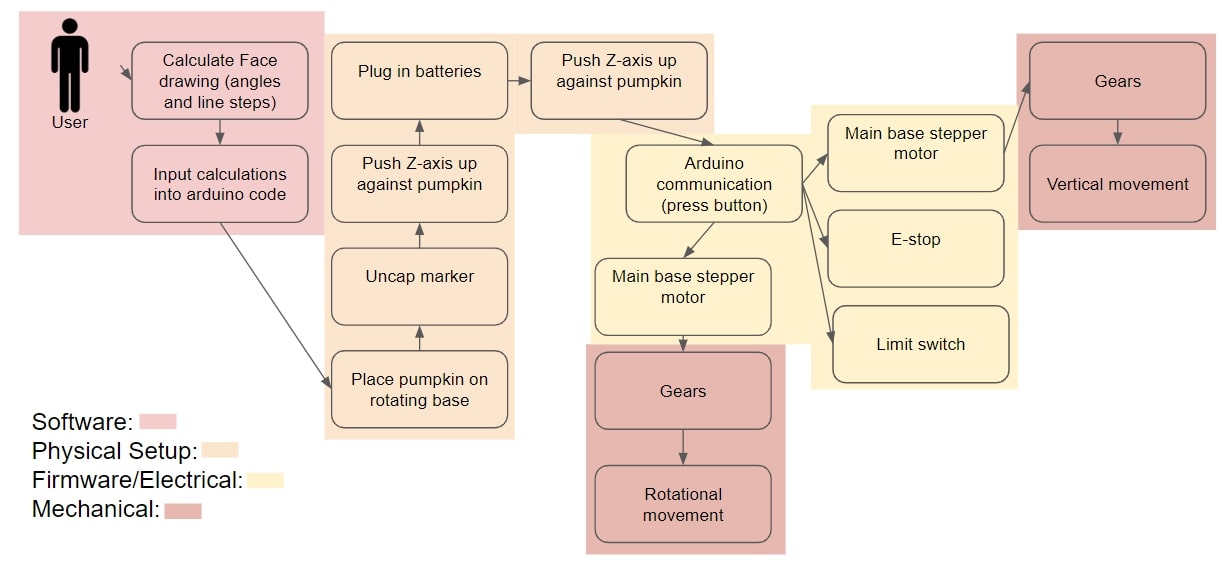 User
Calculate Face
drawing (angles
and line steps)
Input calculations
into arduino code
Plug in batteries
Push Z-axis up
against pumpkin
Uncap marker
Place pumpkin on
rotating base
Push Z-axis up
against pumpkin
Arduino
communication
(press button)
Main base stepper
motor
Gears
Rotational
movement
Main base stepper
motor
E-stop
Limit switch
Gears
Vertical movement
Software:
Physical Setup:
Firmware/Electrical:
Mechanical: